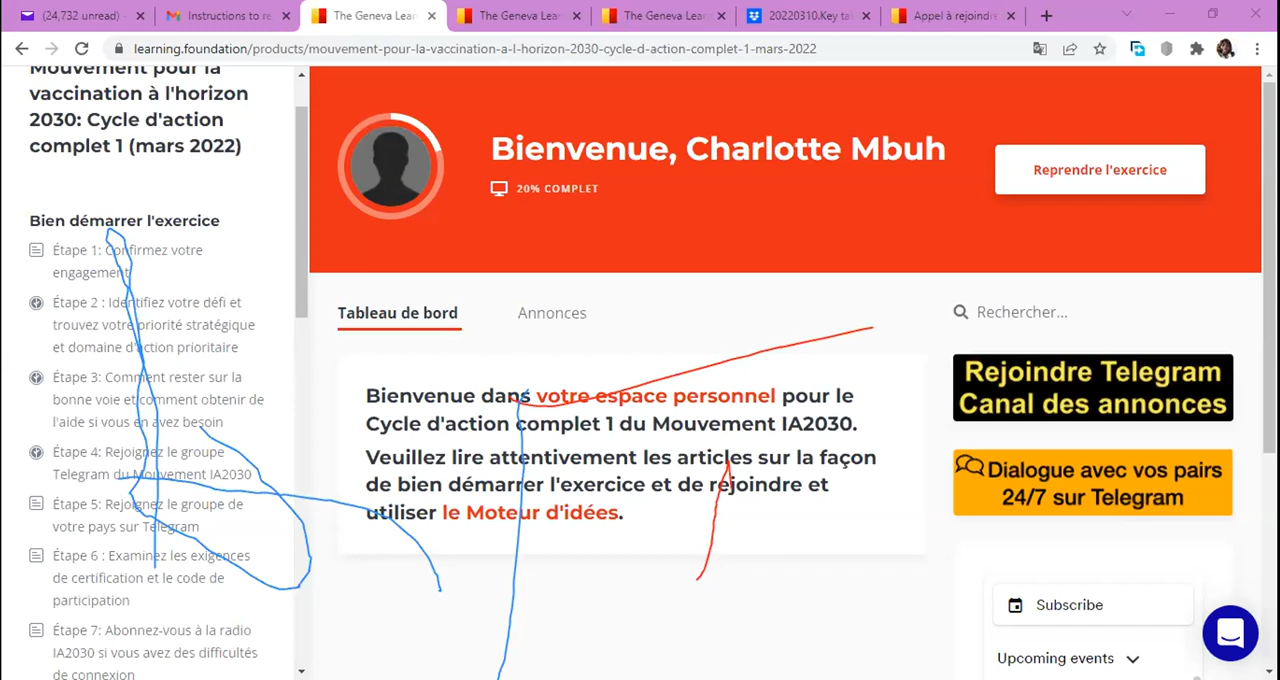 (24,732 unread) -
Instructions to re
The Geneva Lear
The Geneva Lear
The Geneva Lear
20220310.Key ta
Appel à rejoindr
learning.foundation/products/mouvement-pour-la-vaccination-a-l-horizon-2030-cycle-d-action-complet-1-mars-2022
Mouvement pour la
vaccination à l'horizon
2030: Cycle d'action
complet 1 (mars 2022)
Bien démarrer l'exercice
Étape 1: Confirmez votre
engagement
Étape 2 : Identifiez votre défi et
trouvez votre priorité stratégique
et domaine d'action prioritaire
Étape 3: Comment rester sur la
bonne voie et comment obtenir de
l'aide si vous en avez besoin
Étape 4: Rejoignez le groupe
Telegram du Mouvement IA2030
Étape 5: Rejoignez le groupe de
votre pays sur Telegram
Étape 6 : Examinez les exigences
de certification et le code de
participation
Étape 7: Abonnez-vous à la radio
IA2030 si vous avez des difficultés
de connexion
Bienvenue, Charlotte Mbuh
20% COMPLET
Reprendre l'exercice
Tableau de bord
Annonces
Rechercher...
Bienvenue dans votre espace personnel pour le
Cycle d'action complet 1 du Mouvement IA2030.
Veuillez lire attentivement les articles sur la façon
de bien démarrer l'exercice et de rejoindre et
utiliser le Moteur d'idées.
Rejoindre Telegram
Canal des annonces
Dialogue avec vos pairs
24/7 sur Telegram
Subscribe
Upcoming events